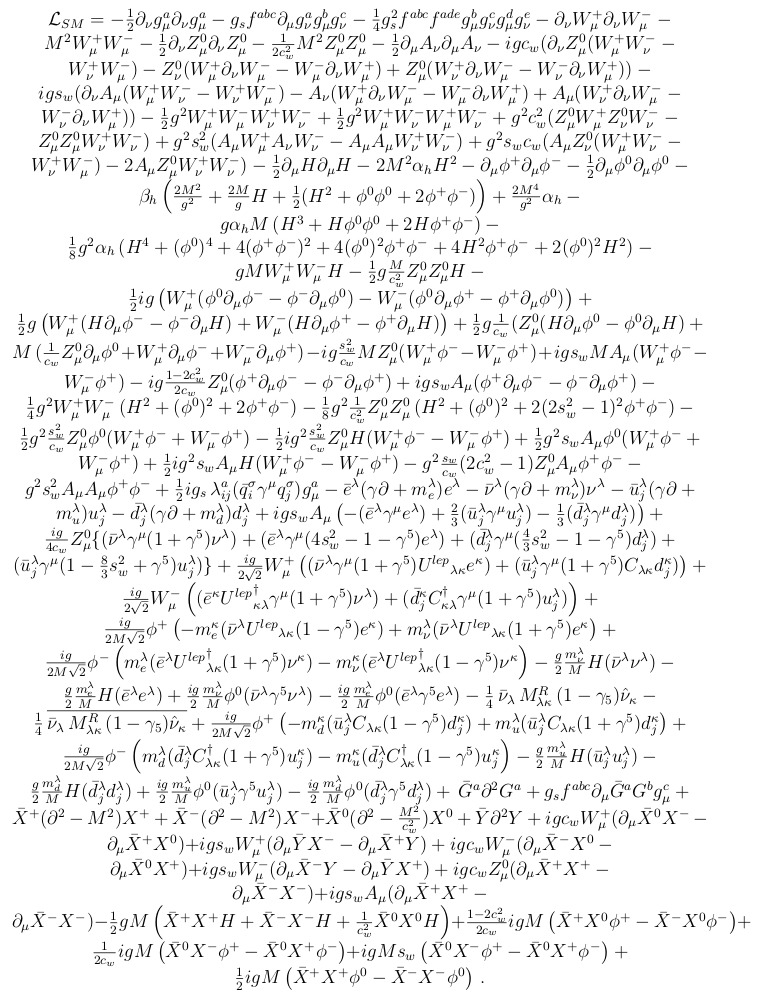 $\mathcal{L}_{SM} = -\frac{1}{2}\partial_\nu g^a_\mu \partial_\nu g^a_\mu - g_s f^{abc}\partial_\mu g^a_\nu g^b_\mu g^c_\nu - \frac{1}{4}g_s^2 f^{abc}f^{ade}g^b_\mu g^c_\nu g^d_\mu g^e_\nu - \partial_\nu W^+_\mu \partial_\nu W^-_\mu -$
$M^2 W^+_\mu W^-_\mu - \frac{1}{2}\partial_\nu Z^0_\mu \partial_\nu Z^0_\mu - \frac{1}{2c_w^2}M^2 Z^0_\mu Z^0_\mu - \frac{1}{2}\partial_\mu A_\nu \partial_\mu A_\nu - igc_w(\partial_\nu Z^0_\mu(W^+_\mu W^-_\nu -$
$W^+_\nu W^-_\mu) - Z^0_\nu(W^+_\mu \partial_\nu W^-_\mu - W^-_\mu \partial_\nu W^+_\mu) + Z^0_\mu(W^+_\nu \partial_\nu W^-_\mu - W^-_\nu \partial_\nu W^+_\mu)) -$
$igs_w(\partial_\nu A_\mu(W^+_\mu W^-_\nu - W^+_\nu W^-_\mu) - A_\nu(W^+_\mu \partial_\nu W^-_\mu - W^-_\mu \partial_\nu W^+_\mu) + A_\mu(W^+_\nu \partial_\nu W^-_\mu -$
$W^-_\nu \partial_\nu W^+_\mu)) - \frac{1}{2}g^2 W^+_\mu W^-_\mu W^+_\nu W^-_\nu + \frac{1}{2}g^2 W^+_\mu W^-_\nu W^+_\mu W^-_\nu + g^2c_w^2(Z^0_\mu W^+_\mu Z^0_\nu W^-_\nu -$
$Z^0_\mu Z^0_\mu W^+_\nu W^-_\nu) + g^2 s_w^2(A_\mu W^+_\mu A_\nu W^-_\nu - A_\mu A_\mu W^+_\nu W^-_\nu) + g^2 s_w c_w(A_\mu Z^0_\nu(W^+_\mu W^-_\nu -$
$W^+_\nu W^-_\mu) - 2A_\mu Z^0_\mu W^+_\nu W^-_\nu) - \frac{1}{2}\partial_\mu H \partial_\mu H - 2M^2\alpha_h H^2 - \partial_\mu \phi^+ \partial_\mu \phi^- - \frac{1}{2}\partial_\mu \phi^0 \partial_\mu \phi^0 -$
$\beta_h \left(\frac{2M^2}{g^2} + \frac{2M}{g}H + \frac{1}{2}(H^2 + \phi^0\phi^0 + 2\phi^+\phi^-)\right) + \frac{2M^4}{g^2}\alpha_h -$
$g\alpha_h M \left(H^3 + H\phi^0\phi^0 + 2H\phi^+\phi^-\right) -$
$\frac{1}{8}g^2\alpha_h \left(H^4 + (\phi^0)^4 + 4(\phi^+\phi^-)^2 + 4(\phi^0)^2\phi^+\phi^- + 4H^2\phi^+\phi^- + 2(\phi^0)^2H^2\right) -$
$gMW^+_\mu W^-_\mu H - \frac{1}{2}g\frac{M}{c_w^2}Z^0_\mu Z^0_\mu H -$
$\frac{1}{2}ig \left(W^+_\mu(\phi^0\partial_\mu\phi^- - \phi^-\partial_\mu\phi^0) - W^-_\mu(\phi^0\partial_\mu\phi^+ - \phi^+\partial_\mu\phi^0)\right) +$
$\frac{1}{2}g \left(W^+_\mu(H\partial_\mu\phi^- - \phi^-\partial_\mu H) + W^-_\mu(H\partial_\mu\phi^+ - \phi^+\partial_\mu H)\right) + \frac{1}{2}g\frac{1}{c_w}(Z^0_\mu(H\partial_\mu\phi^0 - \phi^0\partial_\mu H) +$
$M \left(\frac{1}{c_w}Z^0_\mu\partial_\mu\phi^0 + W^+_\mu\partial_\mu\phi^- + W^-_\mu\partial_\mu\phi^+\right) - ig\frac{s_w^2}{c_w}MZ^0_\mu(W^+_\mu\phi^- - W^-_\mu\phi^+) + igs_w MA_\mu(W^+_\mu\phi^- -$
$W^-_\mu\phi^+) - ig\frac{1-2c_w^2}{2c_w}Z^0_\mu(\phi^+\partial_\mu\phi^- - \phi^-\partial_\mu\phi^+) + igs_w A_\mu(\phi^+\partial_\mu\phi^- - \phi^-\partial_\mu\phi^+) -$
$\frac{1}{4}g^2W^+_\mu W^-_\mu \left(H^2 + (\phi^0)^2 + 2\phi^+\phi^-\right) - \frac{1}{8}g^2\frac{1}{c_w^2}Z^0_\mu Z^0_\mu \left(H^2 + (\phi^0)^2 + 2(2s_w^2 - 1)^2\phi^+\phi^-\right) -$
$\frac{1}{2}g^2\frac{s_w^2}{c_w}Z^0_\mu\phi^0(W^+_\mu\phi^- + W^-_\mu\phi^+) - \frac{1}{2}ig^2\frac{s_w^2}{c_w}Z^0_\mu H(W^+_\mu\phi^- - W^-_\mu\phi^+) + \frac{1}{2}g^2s_w A_\mu\phi^0(W^+_\mu\phi^- +$
$W^-_\mu\phi^+) + \frac{1}{2}ig^2s_w A_\mu H(W^+_\mu\phi^- - W^-_\mu\phi^+) - g^2\frac{s_w}{c_w}(2c_w^2 - 1)Z^0_\mu A_\mu\phi^+\phi^- -$
$g^2s_w^2A_\mu A_\mu\phi^+\phi^- + \frac{1}{2}ig_s\,\lambda^a_{ij}(\bar{q}^\sigma_i\gamma^\mu q^\sigma_j)g^a_\mu - \bar{e}^\lambda(\gamma\partial + m^\lambda_e)e^\lambda - \bar{\nu}^\lambda(\gamma\partial + m^\lambda_\nu)\nu^\lambda - \bar{u}^\lambda_j(\gamma\partial +$
$m^\lambda_u)u^\lambda_j - \bar{d}^\lambda_j(\gamma\partial + m^\lambda_d)d^\lambda_j + igs_w A_\mu \left(-(\bar{e}^\lambda\gamma^\mu e^\lambda) + \frac{2}{3}(\bar{u}^\lambda_j\gamma^\mu u^\lambda_j) - \frac{1}{3}(\bar{d}^\lambda_j\gamma^\mu d^\lambda_j)\right) +$
$\frac{ig}{4c_w}Z^0_\mu\{(\bar{\nu}^\lambda\gamma^\mu(1 + \gamma^5)\nu^\lambda) + (\bar{e}^\lambda\gamma^\mu(4s_w^2 - 1 - \gamma^5)e^\lambda) + (\bar{d}^\lambda_j\gamma^\mu(\frac{4}{3}s_w^2 - 1 - \gamma^5)d^\lambda_j) +$
$(\bar{u}^\lambda_j\gamma^\mu(1 - \frac{8}{3}s_w^2 + \gamma^5)u^\lambda_j)\} + \frac{ig}{2\sqrt{2}}W^+_\mu \left((\bar{\nu}^\lambda\gamma^\mu(1 + \gamma^5)U^{lep}{}_{\lambda\kappa}e^\kappa) + (\bar{u}^\lambda_j\gamma^\mu(1 + \gamma^5)C_{\lambda\kappa}d^\kappa_j)\right) +$
$\frac{ig}{2\sqrt{2}}W^-_\mu \left((\bar{e}^\kappa U^{lep\dagger}{}_{\kappa\lambda}\gamma^\mu(1 + \gamma^5)\nu^\lambda) + (\bar{d}^\kappa_j C^\dagger_{\kappa\lambda}\gamma^\mu(1 + \gamma^5)u^\lambda_j)\right) +$
$\frac{ig}{2M\sqrt{2}}\phi^+ \left(-m^\kappa_e(\bar{\nu}^\lambda U^{lep}{}_{\lambda\kappa}(1 - \gamma^5)e^\kappa) + m^\lambda_\nu(\bar{\nu}^\lambda U^{lep}{}_{\lambda\kappa}(1 + \gamma^5)e^\kappa\right) +$
$\frac{ig}{2M\sqrt{2}}\phi^- \left(m^\lambda_e(\bar{e}^\lambda U^{lep\dagger}{}_{\lambda\kappa}(1 + \gamma^5)\nu^\kappa) - m^\kappa_\nu(\bar{e}^\lambda U^{lep\dagger}{}_{\lambda\kappa}(1 - \gamma^5)\nu^\kappa\right) - \frac{g}{2}\frac{m^\lambda_\nu}{M}H(\bar{\nu}^\lambda\nu^\lambda) -$
$\frac{g}{2}\frac{m^\lambda_e}{M}H(\bar{e}^\lambda e^\lambda) + \frac{ig}{2}\frac{m^\lambda_\nu}{M}\phi^0(\bar{\nu}^\lambda\gamma^5\nu^\lambda) - \frac{ig}{2}\frac{m^\lambda_e}{M}\phi^0(\bar{e}^\lambda\gamma^5 e^\lambda) - \frac{1}{4}\,\bar{\nu}_\lambda\,M^R_{\lambda\kappa}\,(1 - \gamma_5)\hat{\nu}_\kappa -$
$\frac{1}{4}\,\overline{\bar{\nu}_\lambda\,M^R_{\lambda\kappa}\,(1 - \gamma_5)\hat{\nu}_\kappa} + \frac{ig}{2M\sqrt{2}}\phi^+ \left(-m^\kappa_d(\bar{u}^\lambda_j C_{\lambda\kappa}(1 - \gamma^5)d^\kappa_j) + m^\lambda_u(\bar{u}^\lambda_j C_{\lambda\kappa}(1 + \gamma^5)d^\kappa_j\right) +$
$\frac{ig}{2M\sqrt{2}}\phi^- \left(m^\lambda_d(\bar{d}^\lambda_j C^\dagger_{\lambda\kappa}(1 + \gamma^5)u^\kappa_j) - m^\kappa_u(\bar{d}^\lambda_j C^\dagger_{\lambda\kappa}(1 - \gamma^5)u^\kappa_j\right) - \frac{g}{2}\frac{m^\lambda_u}{M}H(\bar{u}^\lambda_j u^\lambda_j) -$
$\frac{g}{2}\frac{m^\lambda_d}{M}H(\bar{d}^\lambda_j d^\lambda_j) + \frac{ig}{2}\frac{m^\lambda_u}{M}\phi^0(\bar{u}^\lambda_j\gamma^5 u^\lambda_j) - \frac{ig}{2}\frac{m^\lambda_d}{M}\phi^0(\bar{d}^\lambda_j\gamma^5 d^\lambda_j) + \bar{G}^a\partial^2G^a + g_s f^{abc}\partial_\mu\bar{G}^aG^bg^c_\mu +$
$\bar{X}^+(\partial^2 - M^2)X^+ + \bar{X}^-(\partial^2 - M^2)X^- + \bar{X}^0(\partial^2 - \frac{M^2}{c_w^2})X^0 + \bar{Y}\partial^2Y + igc_w W^+_\mu(\partial_\mu\bar{X}^0X^- -$
$\partial_\mu\bar{X}^+X^0) + igs_w W^+_\mu(\partial_\mu\bar{Y}X^- - \partial_\mu\bar{X}^+Y) + igc_w W^-_\mu(\partial_\mu\bar{X}^-X^0 -$
$\partial_\mu\bar{X}^0X^+) + igs_w W^-_\mu(\partial_\mu\bar{X}^-Y - \partial_\mu\bar{Y}X^+) + igc_w Z^0_\mu(\partial_\mu\bar{X}^+X^+ -$
$\partial_\mu\bar{X}^-X^-) + igs_w A_\mu(\partial_\mu\bar{X}^+X^+ -$
$\partial_\mu\bar{X}^-X^-) - \frac{1}{2}gM \left(\bar{X}^+X^+H + \bar{X}^-X^-H + \frac{1}{c_w^2}\bar{X}^0X^0H\right) + \frac{1-2c_w^2}{2c_w}igM \left(\bar{X}^+X^0\phi^+ - \bar{X}^-X^0\phi^-\right) +$
$\frac{1}{2c_w}igM \left(\bar{X}^0X^-\phi^+ - \bar{X}^0X^+\phi^-\right) + igMs_w \left(\bar{X}^0X^-\phi^+ - \bar{X}^0X^+\phi^-\right) +$
$\frac{1}{2}igM \left(\bar{X}^+X^+\phi^0 - \bar{X}^-X^-\phi^0\right)\,.$